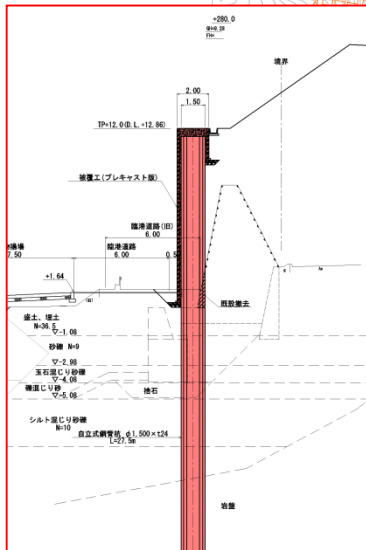 +280.0
GH=9.28
FH=
境界
2.00
1.50
TP+12.0(D.L.+12.86)
被覆工(プレキャスト版)
臨港道路(旧)
6.00
臨港道路
6.00
0.5
7.50
+1.64
既設撤去
盛土、埋土
N=36.5
▽-1.08
砂礫 N=9
▽-2.98
玉石混じり砂礫
▽-4.08
礫混じり砂
▽-5.08
捨石
シルト混じり砂礫
N=10
自立式鋼管杭 φ1,500×t24
L=27.5m
岩盤